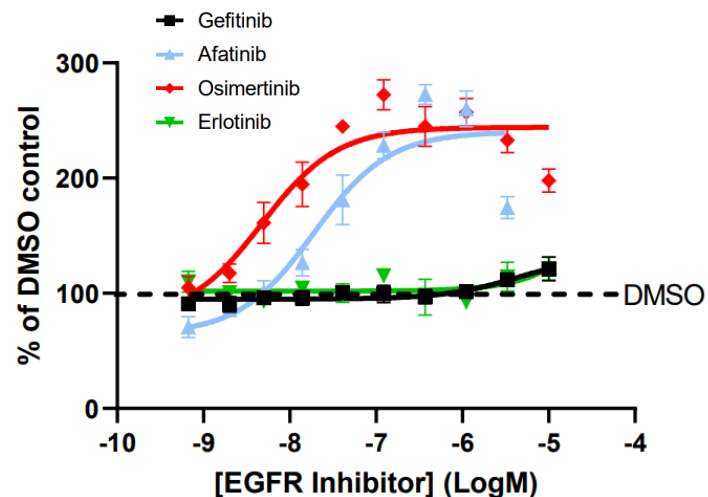 Gefitinib
Afatinib
Osimertinib
Erlotinib
300
200
100
0
% of DMSO control
DMSO
-10 -9 -8 -7 -6 -5 -4
[EGFR Inhibitor] (LogM)